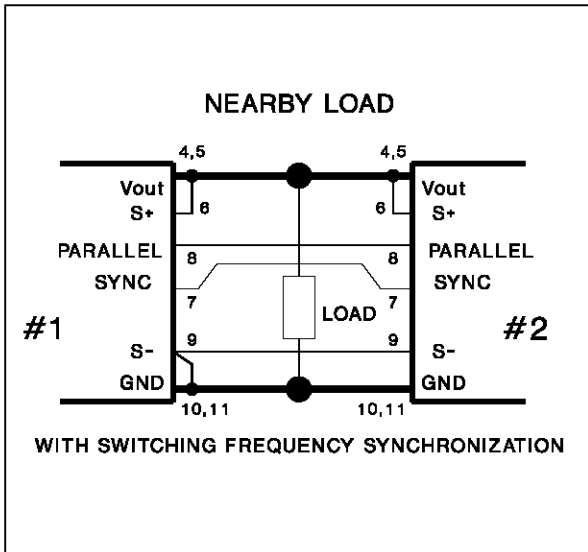 NEARBY LOAD
4,5 4,5
Vout Vout
S+ 6 6 S+
PARALLEL 8 8 PARALLEL
SYNC 7 7 SYNC
LOAD
#1 #2
S- 9 9 S-
GND GND
10,11 10,11
WITH SWITCHING FREQUENCY SYNCHRONIZATION